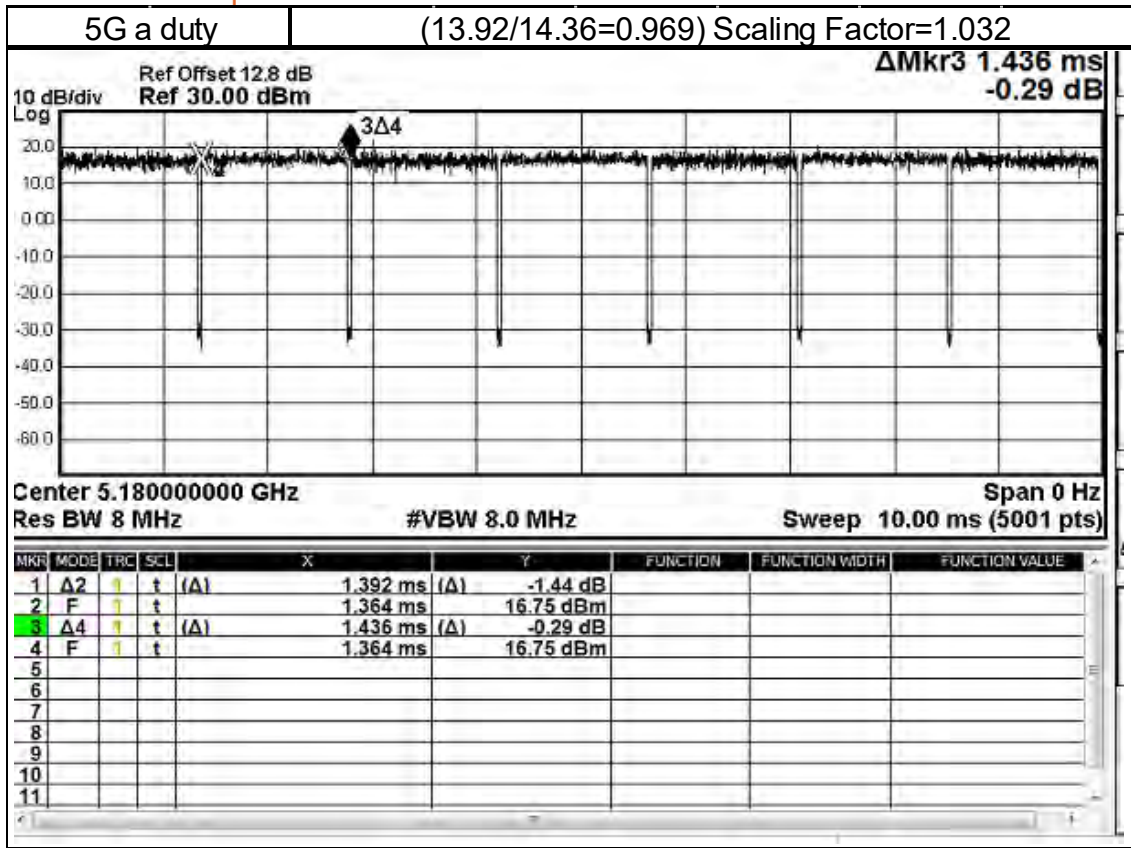 5G a duty (13.92/14.36=0.969) Scaling Factor=1.032
ΔMkr3 1.436 ms
Ref Offset 12.8 dB
10 dB/div Ref 30.00 dBm -0.29 dB
Log
3Δ4
20.0
10.0
0.00
-10.0
-20.0
-30.0
-40.0
-50.0
-60.0
Center 5.180000000 GHz Span 0 Hz
Res BW 8 MHz #VBW 8.0 MHz Sweep 10.00 ms (5001 pts)
MKR MODE TRC SCL X Y FUNCTION FUNCTION WIDTH FUNCTION VALUE
1 Δ2 1 t (Δ) 1.392 ms (Δ) -1.44 dB
2 F 1 t 1.364 ms 16.75 dBm
3 Δ4 1 t (Δ) 1.436 ms (Δ) -0.29 dB
4 F 1 t 1.364 ms 16.75 dBm
5
6
7
8
9
10
11